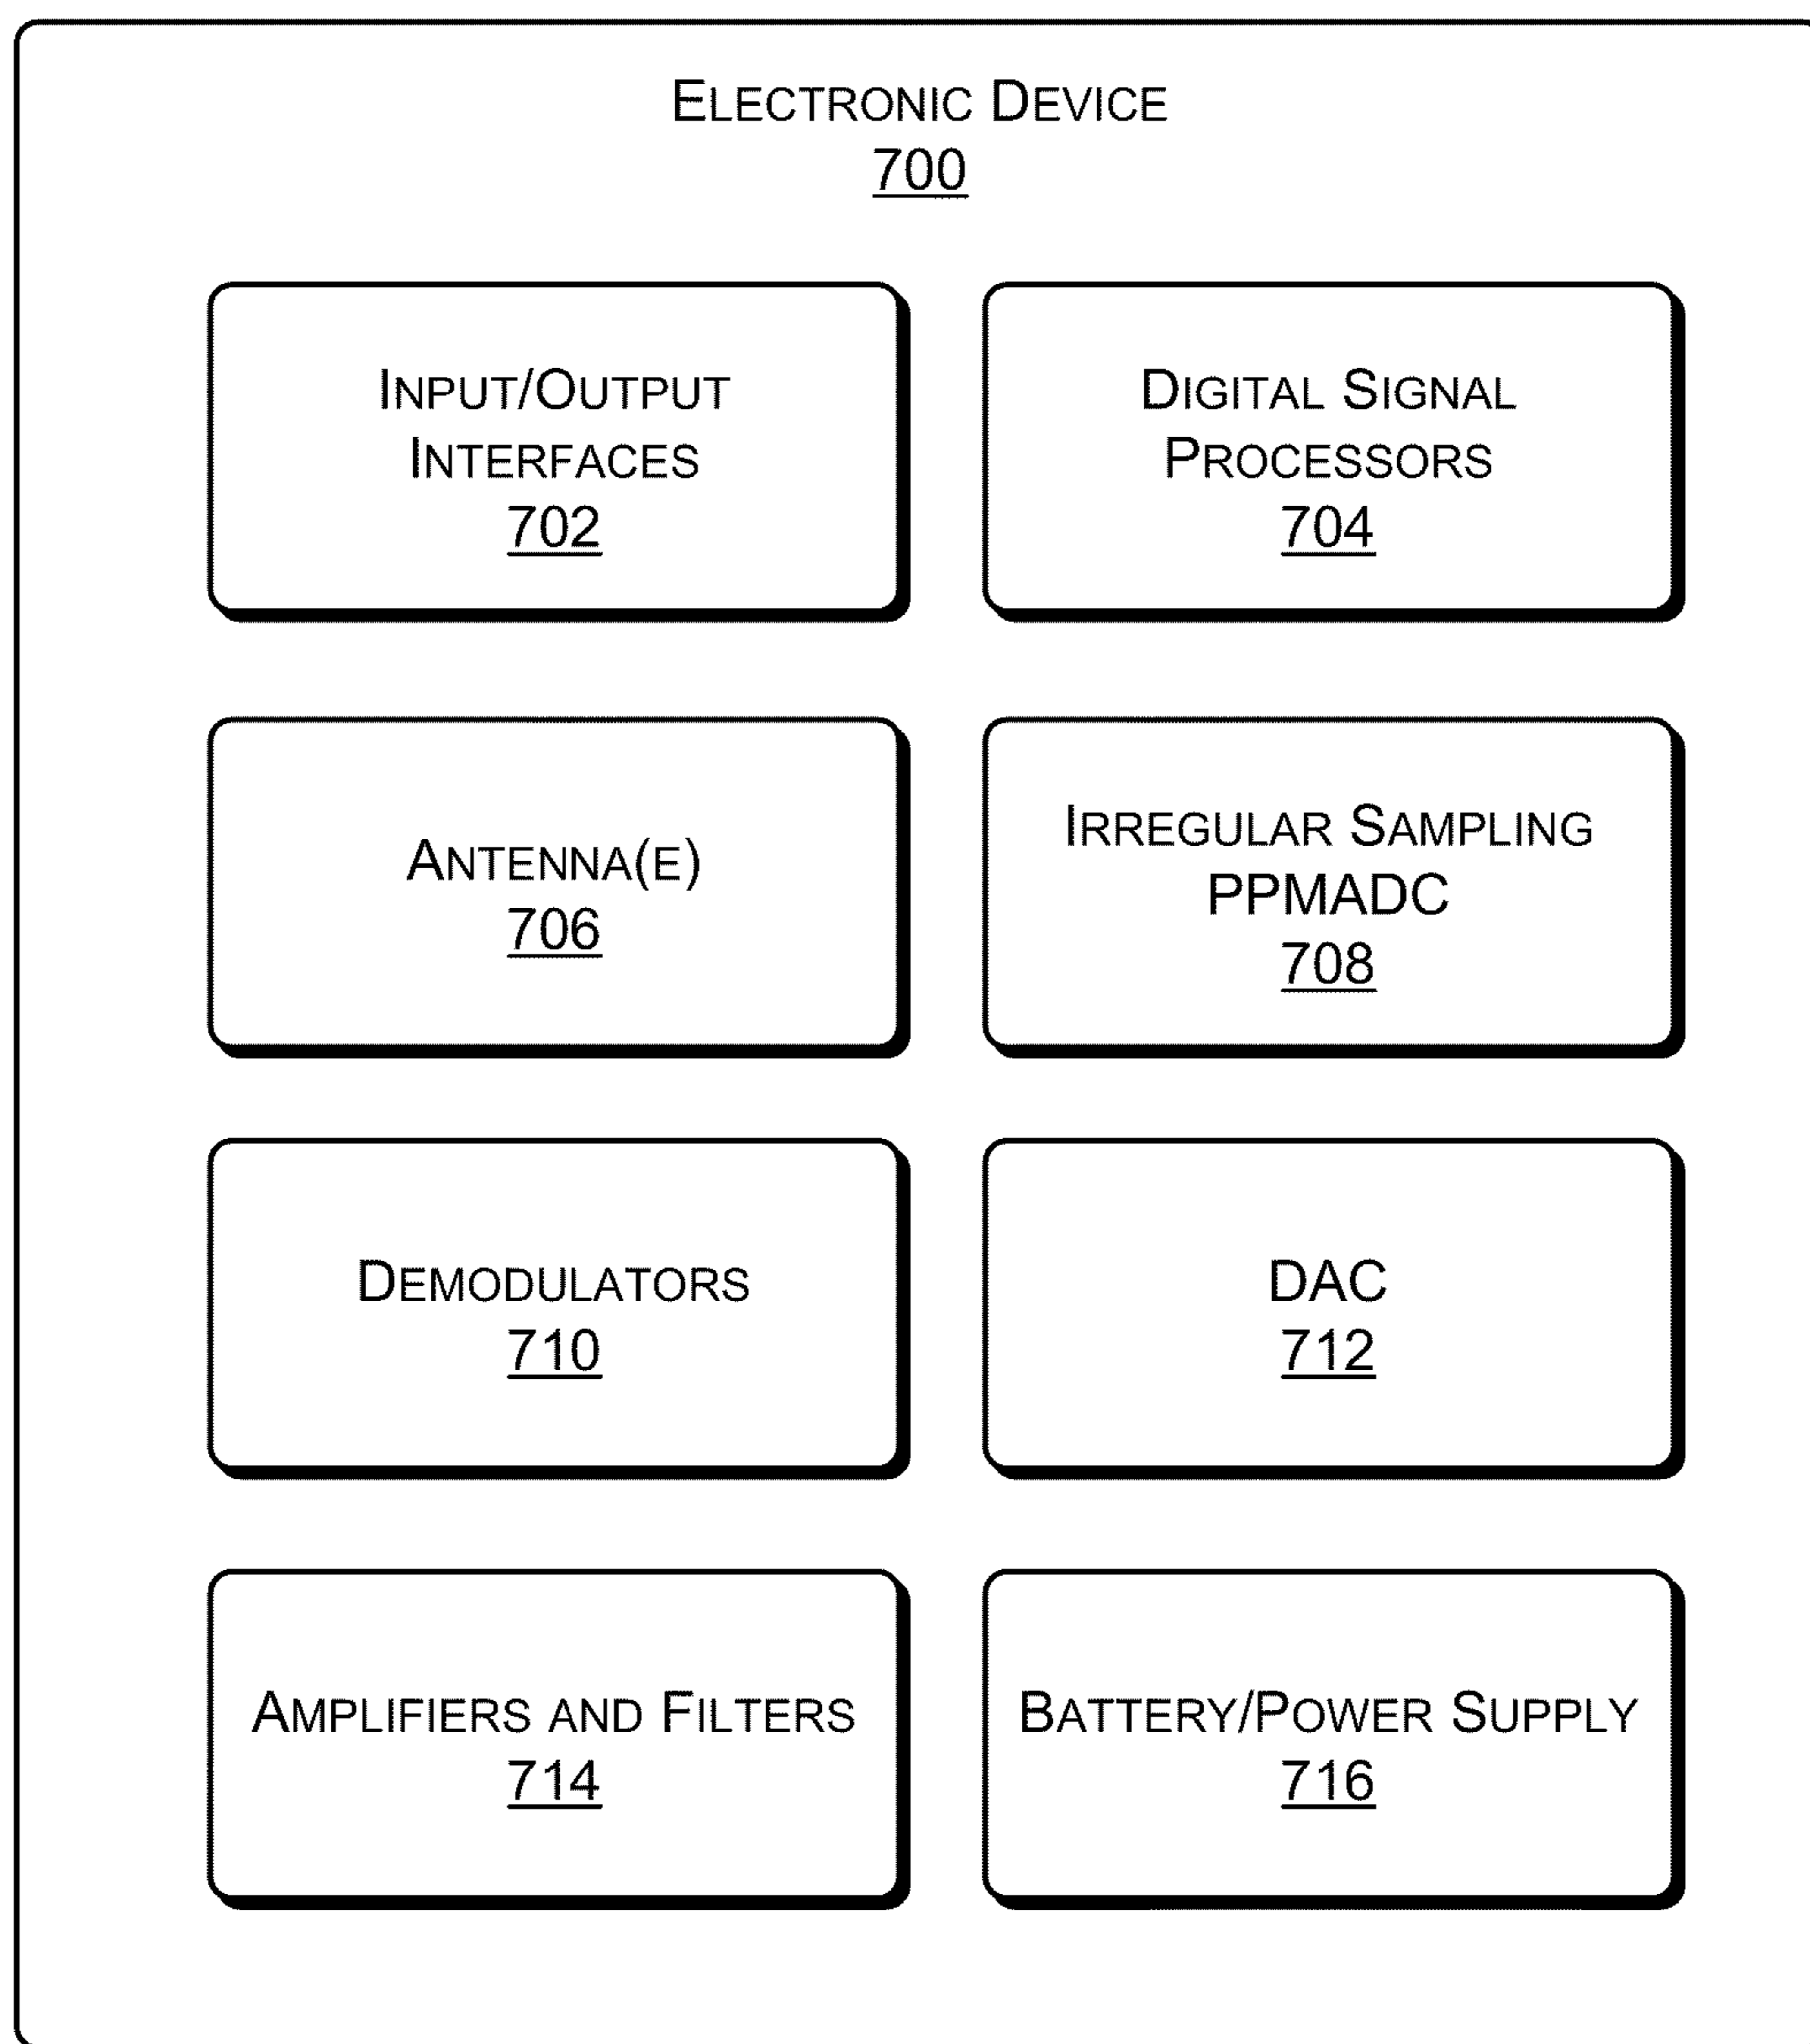 ELECTRONIC DEVICE
700
INPUT/OUTPUT
INTERFACES
702
DIGITAL SIGNAL
PROCESSORS
704
ANTENNA(E)
706
IRREGULAR SAMPLING
PPMADC
708
DEMODULATORS
710
DAC
712
AMPLIFIERS AND FILTERS
714
BATTERY/POWER SUPPLY
716